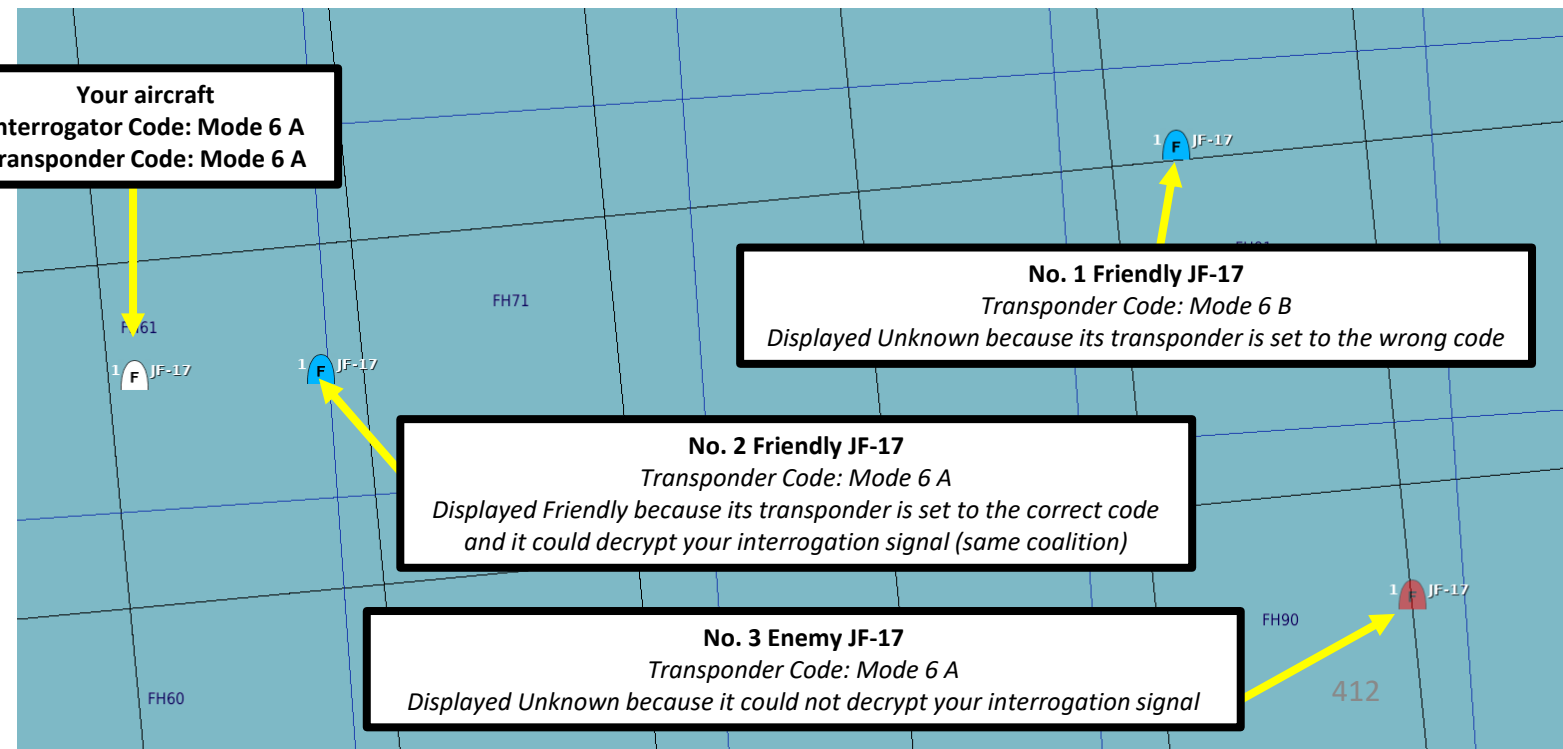 Your aircraft
nterrogator Code: Mode 6 A
ransponder Code: Mode 6 A
1 F JF-17
No. 1 Friendly JF-17
Transponder Code: Mode 6 B
Displayed Unknown because its transponder is set to the wrong code
FH71
1 F JF-17
1 F JF-17
No. 2 Friendly JF-17
Transponder Code: Mode 6 A
Displayed Friendly because its transponder is set to the correct code
and it could decrypt your interrogation signal (same coalition)
1 F JF-17
No. 3 Enemy JF-17
Transponder Code: Mode 6 A
Displayed Unknown because it could not decrypt your interrogation signal
FH90
412
FH60